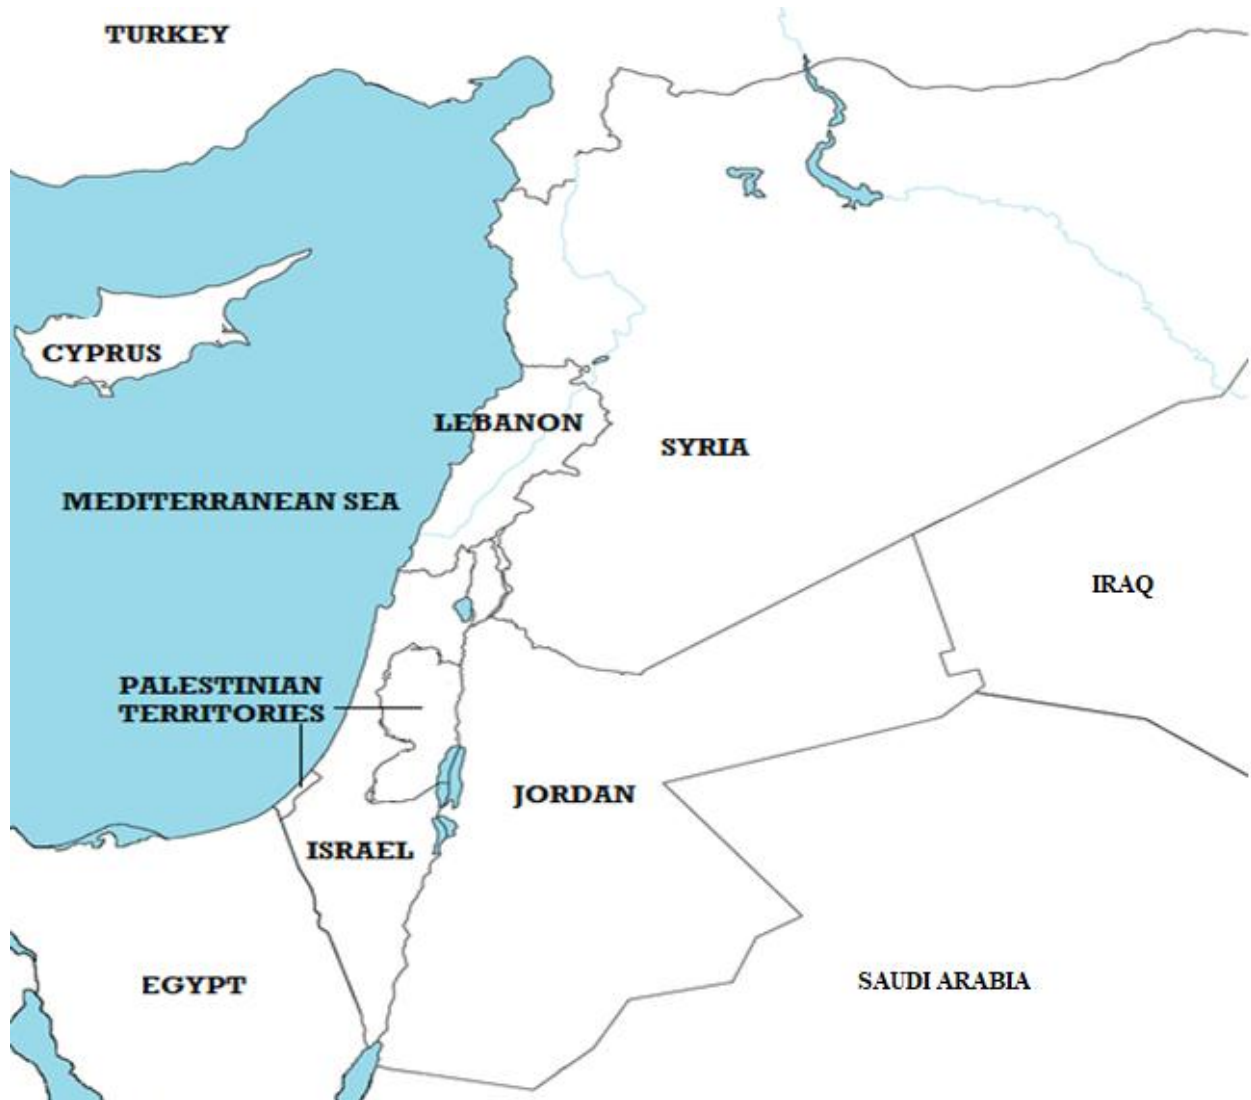 TURKEY
CYPRUS
LEBANON
SYRIA
MEDITERRANEAN SEA
IRAQ
PALESTINIAN
TERRITORIES
JORDAN
ISRAEL
EGYPT
SAUDI ARABIA